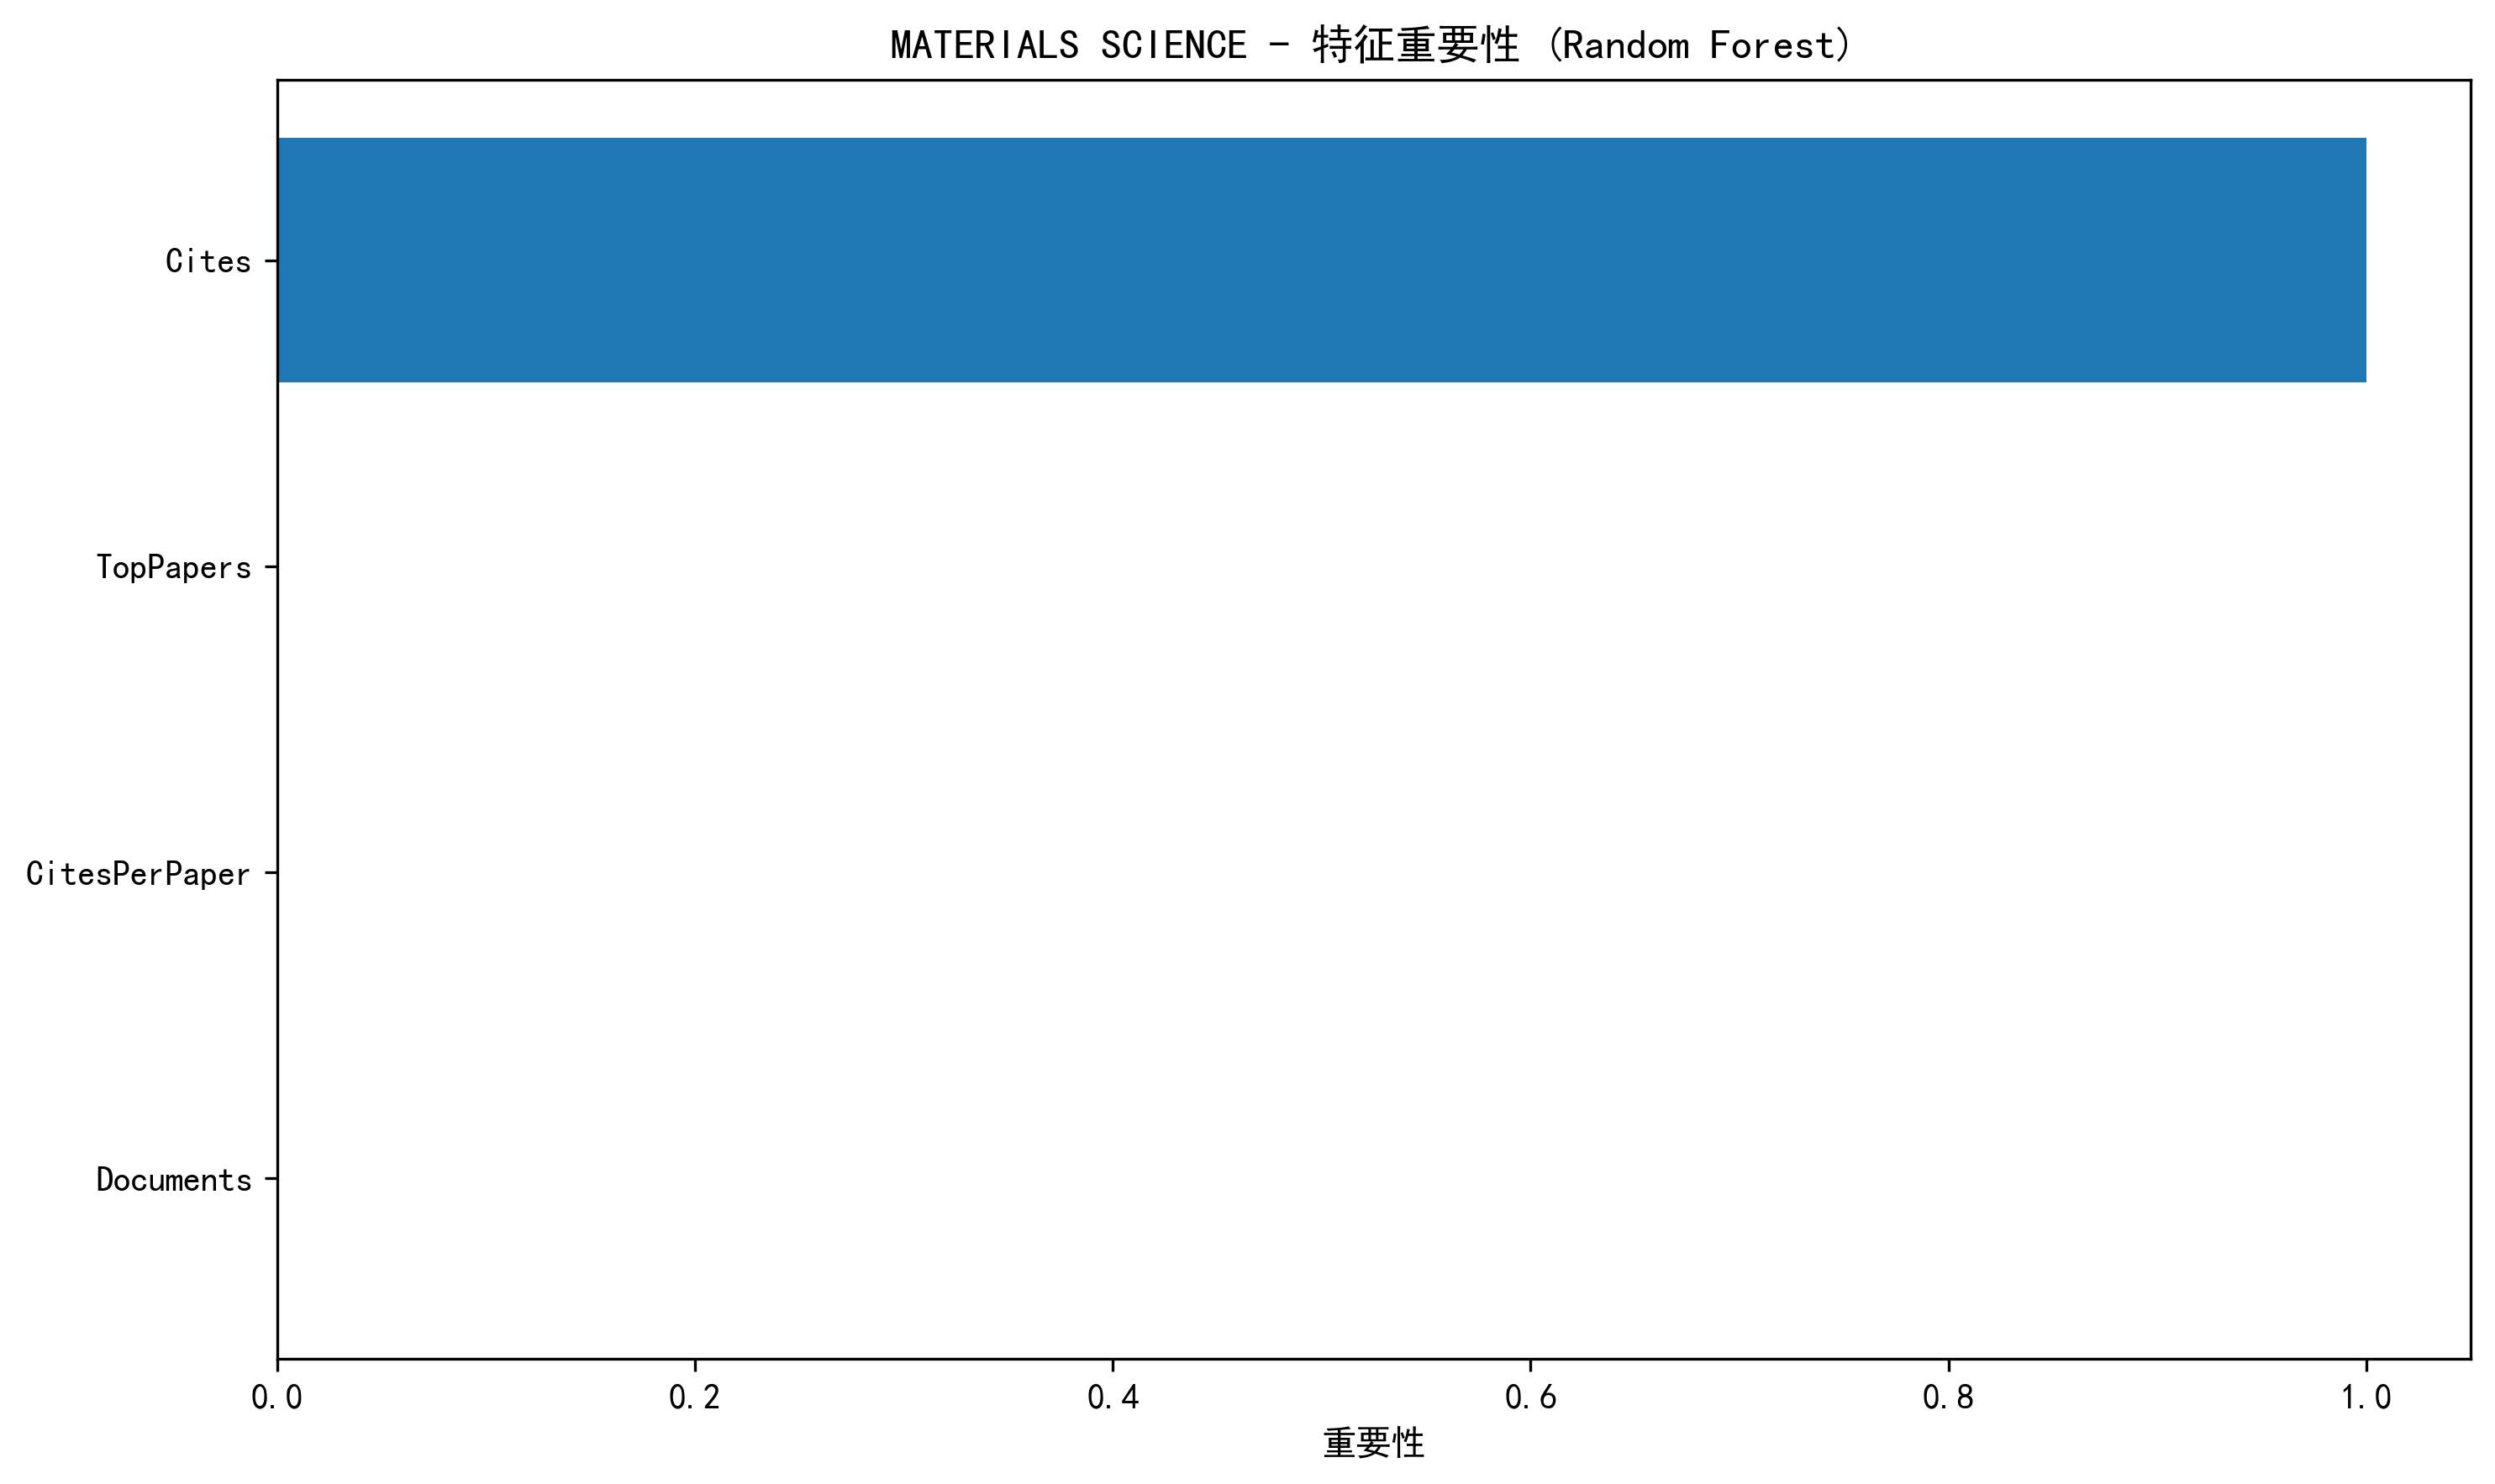 MATERIALS SCIENCE - 特征重要性 (Random Forest)
Cites
TopPapers
CitesPerPaper
Documents
0.0 0.2 0.4 0.6 0.8 1.0
重要性